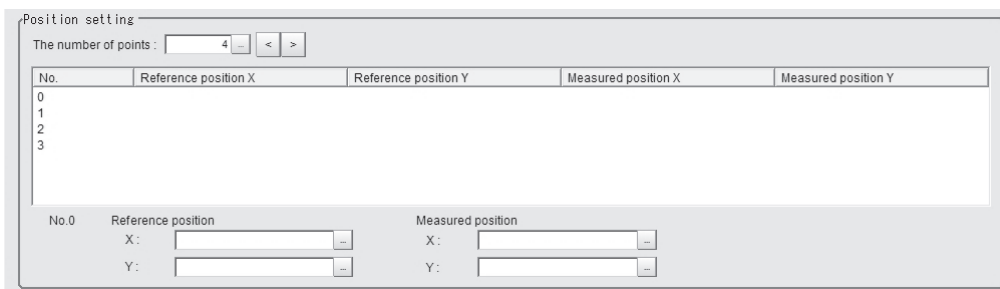 Position setting
The number of points : 4 ... < >
No. Reference position X Reference position Y Measured position X Measured position Y
0
1
2
3
No.0 Reference position Measured position
X : ... X : ...
Y : ... Y : ...